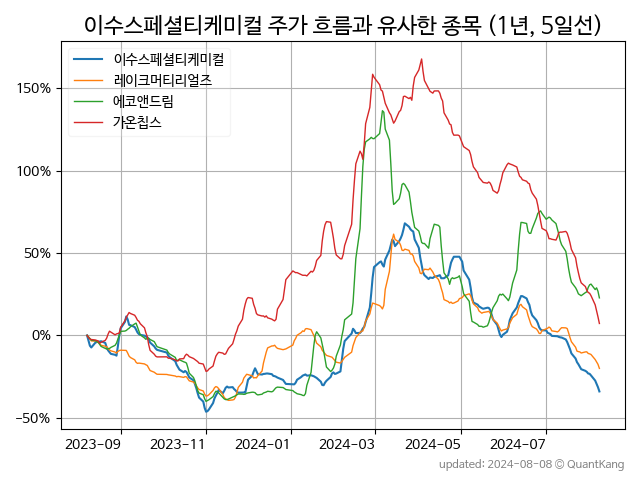 이수스페셜티케미컬 주가 흐름과 유사한 종목 (1년, 5일선)
이수스페셜티케미컬
레이크머티리얼즈
에코앤드림
가온칩스
150%
100%
50%
0%
−50%
2023-09 2023-11 2024-01 2024-03 2024-05 2024-07
updated: 2024-08-08 © QuantKang